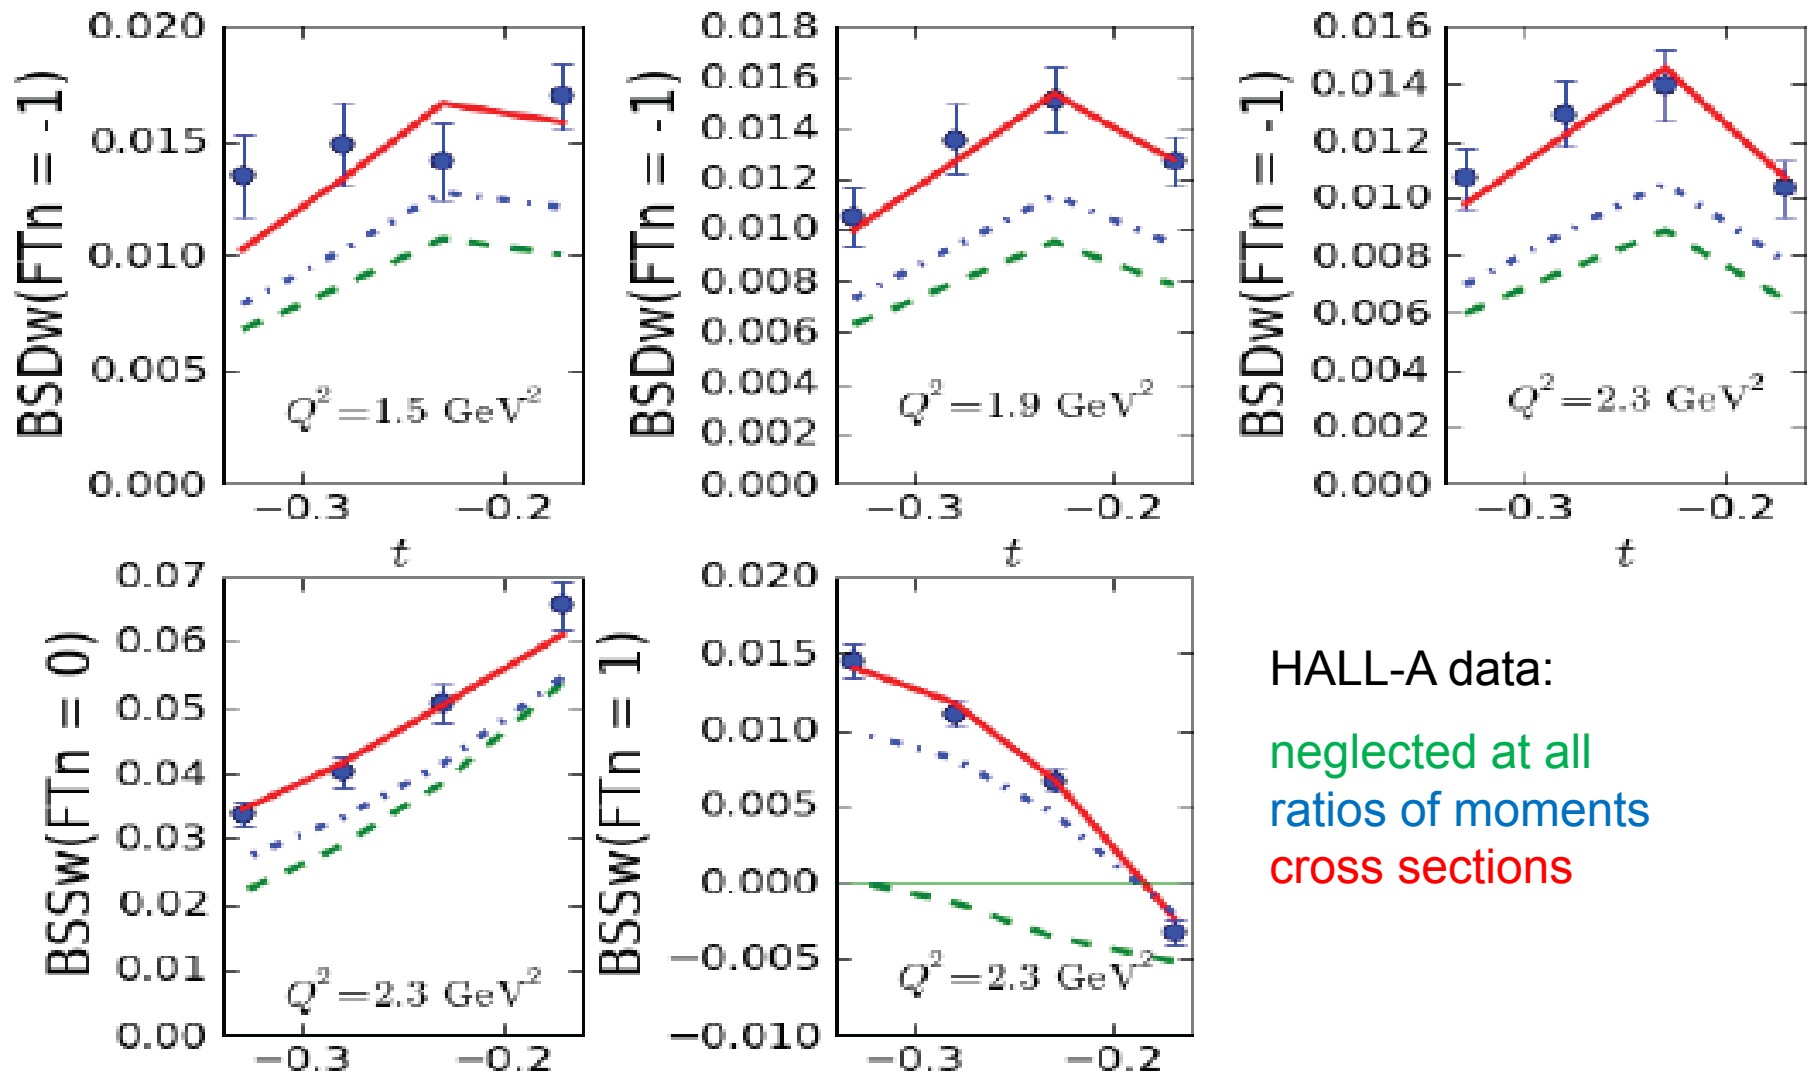 BSDw(FTn = -1)
0.020
0.015
0.010
0.005
0.000
Q²=1.5 GeV²
−0.3 −0.2
t
BSDw(FTn = -1)
0.018
0.016
0.014
0.012
0.010
0.008
0.006
0.004
0.002
0.000
Q²=1.9 GeV²
−0.3 −0.2
t
BSDw(FTn = -1)
0.016
0.014
0.012
0.010
0.008
0.006
0.004
0.002
0.000
Q²=2.3 GeV²
−0.3 −0.2
t
BSSw(FTn = 0)
0.07
0.06
0.05
0.04
0.03
0.02
0.01
0.00
Q²=2.3 GeV²
−0.3 −0.2
BSSw(FTn = 1)
0.020
0.015
0.010
0.005
0.000
−0.005
−0.010
Q²=2.3 GeV²
−0.3 −0.2
HALL-A data:
neglected at all
ratios of moments
cross sections